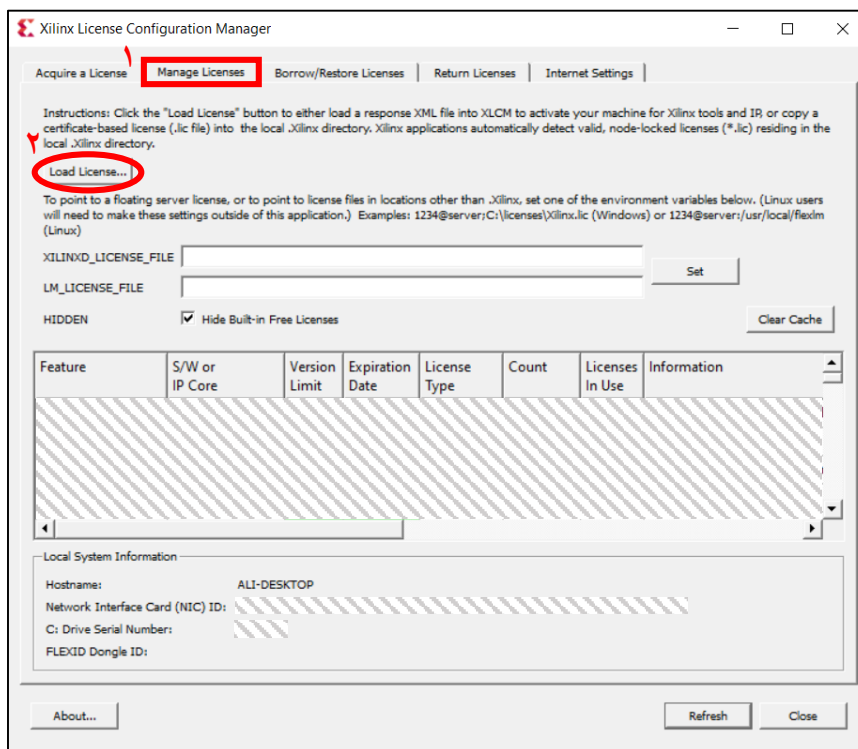 Xilinx License Configuration Manager
۱
Acquire a License Manage Licenses Borrow/Restore Licenses Return Licenses Internet Settings
Instructions: Click the "Load License" button to either load a response XML file into XLCM to activate your machine for Xilinx tools and IP, or copy a
certificate-based license (.lic file) into the local .Xilinx directory. Xilinx applications automatically detect valid, node-locked licenses (*.lic) residing in the
local .Xilinx directory.
۲
Load License...
To point to a floating server license, or to point to license files in locations other than .Xilinx, set one of the environment variables below. (Linux users
will need to make these settings outside of this application.) Examples: 1234@server;C:\licenses\Xilinx.lic (Windows) or 1234@server:/usr/local/flexlm
(Linux)
XILINXD_LICENSE_FILE
Set
LM_LICENSE_FILE
HIDDEN Hide Built-in Free Licenses Clear Cache
Feature S/W or Version Expiration License Count Licenses Information
IP Core Limit Date Type In Use
Local System Information
Hostname: ALI-DESKTOP
Network Interface Card (NIC) ID:
C: Drive Serial Number:
FLEXID Dongle ID:
About... Refresh Close